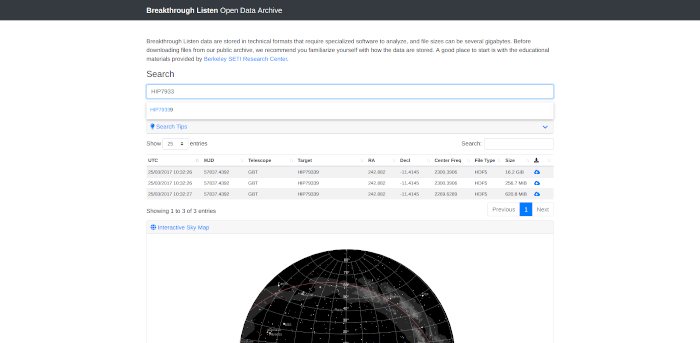 Breakthrough Listen Open Data Archive
Breakthrough Listen data are stored in technical formats that require specialized software to analyze, and file sizes can be several gigabytes. Before
downloading files from our public archive, we recommend you familiarize yourself with how the data are stored. A good place to start is with the educational
materials provided by Berkeley SETI Research Center.
Search
HIP7933
HIP79339
Search Tips
Show 25 entries Search:
UTC MJD Telescope Target RA Decl Center Freq File Type Size
25/03/2017 10:32:26 57837.4392 GBT HIP79339 242.802 -11.4145 2300.3906 HDF5 16.2 GiB
25/03/2017 10:32:26 57837.4392 GBT HIP79339 242.802 -11.4145 2300.3906 HDF5 256.7 MiB
25/03/2017 10:32:27 57837.4392 GBT HIP79339 242.802 -11.4145 HDF5
Showing 1 to 3 of 3 entries
Previous 1 Next
Interactive Sky Map